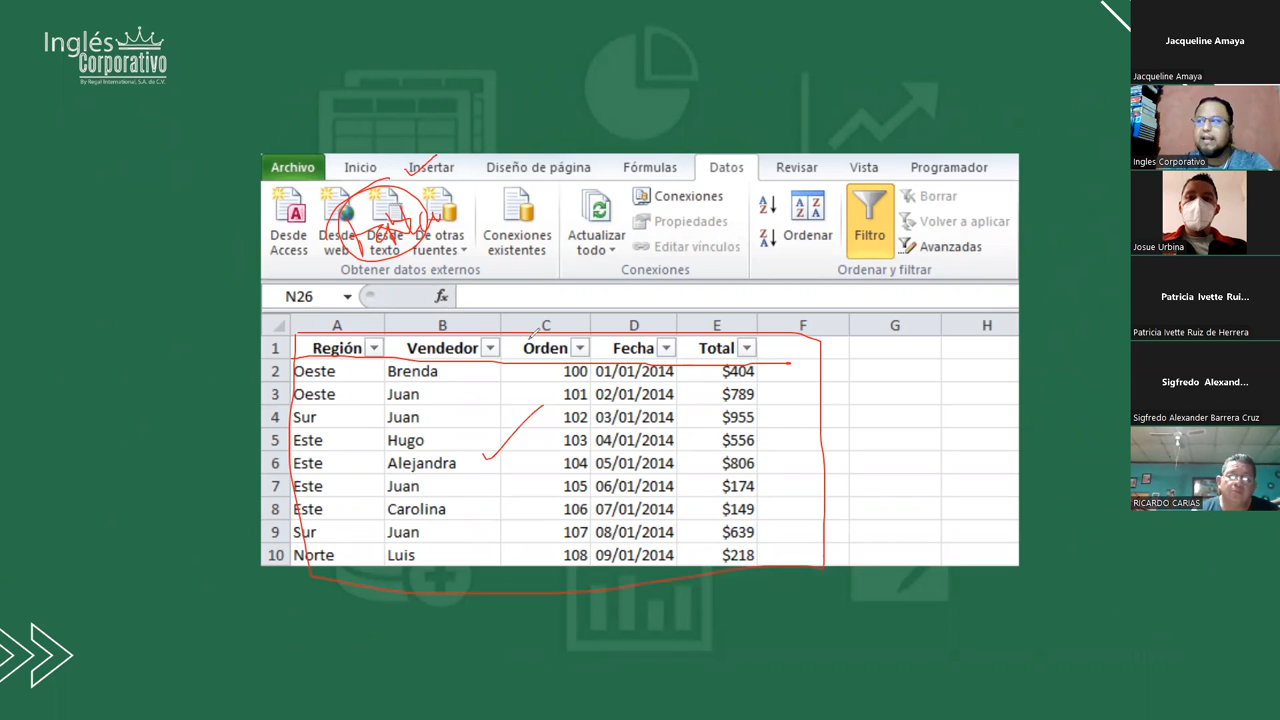 Inglés
Corporativo
By Regal International, S.A. de C.V.
Archivo Inicio Insertar Diseño de página Fórmulas Datos Revisar Vista Programador
Desde Access
Desde web
Desde texto
De otras fuentes
Obtener datos externos
Conexiones existentes
Actualizar todo
Conexiones
Propiedades
Editar vínculos
Conexiones
Ordenar
Filtro
Borrar
Volver a aplicar
Avanzadas
Ordenar y filtrar
N26 fx
A B C D E F G H
1 Región Vendedor Orden Fecha Total
2 Oeste Brenda 100 01/01/2014 $404
3 Oeste Juan 101 02/01/2014 $789
4 Sur Juan 102 03/01/2014 $955
5 Este Hugo 103 04/01/2014 $556
6 Este Alejandra 104 05/01/2014 $806
7 Este Juan 105 06/01/2014 $174
8 Este Carolina 106 07/01/2014 $149
9 Sur Juan 107 08/01/2014 $639
10 Norte Luis 108 09/01/2014 $218
Jacqueline Amaya
Jacqueline Amaya
Ingles Corporativo
Josue Urbina
Patricia Ivette Rui...
Patricia Ivette Ruiz de Herrera
Sigfredo Alexand...
Sigfredo Alexander Barrera Cruz
RICARDO CARIAS